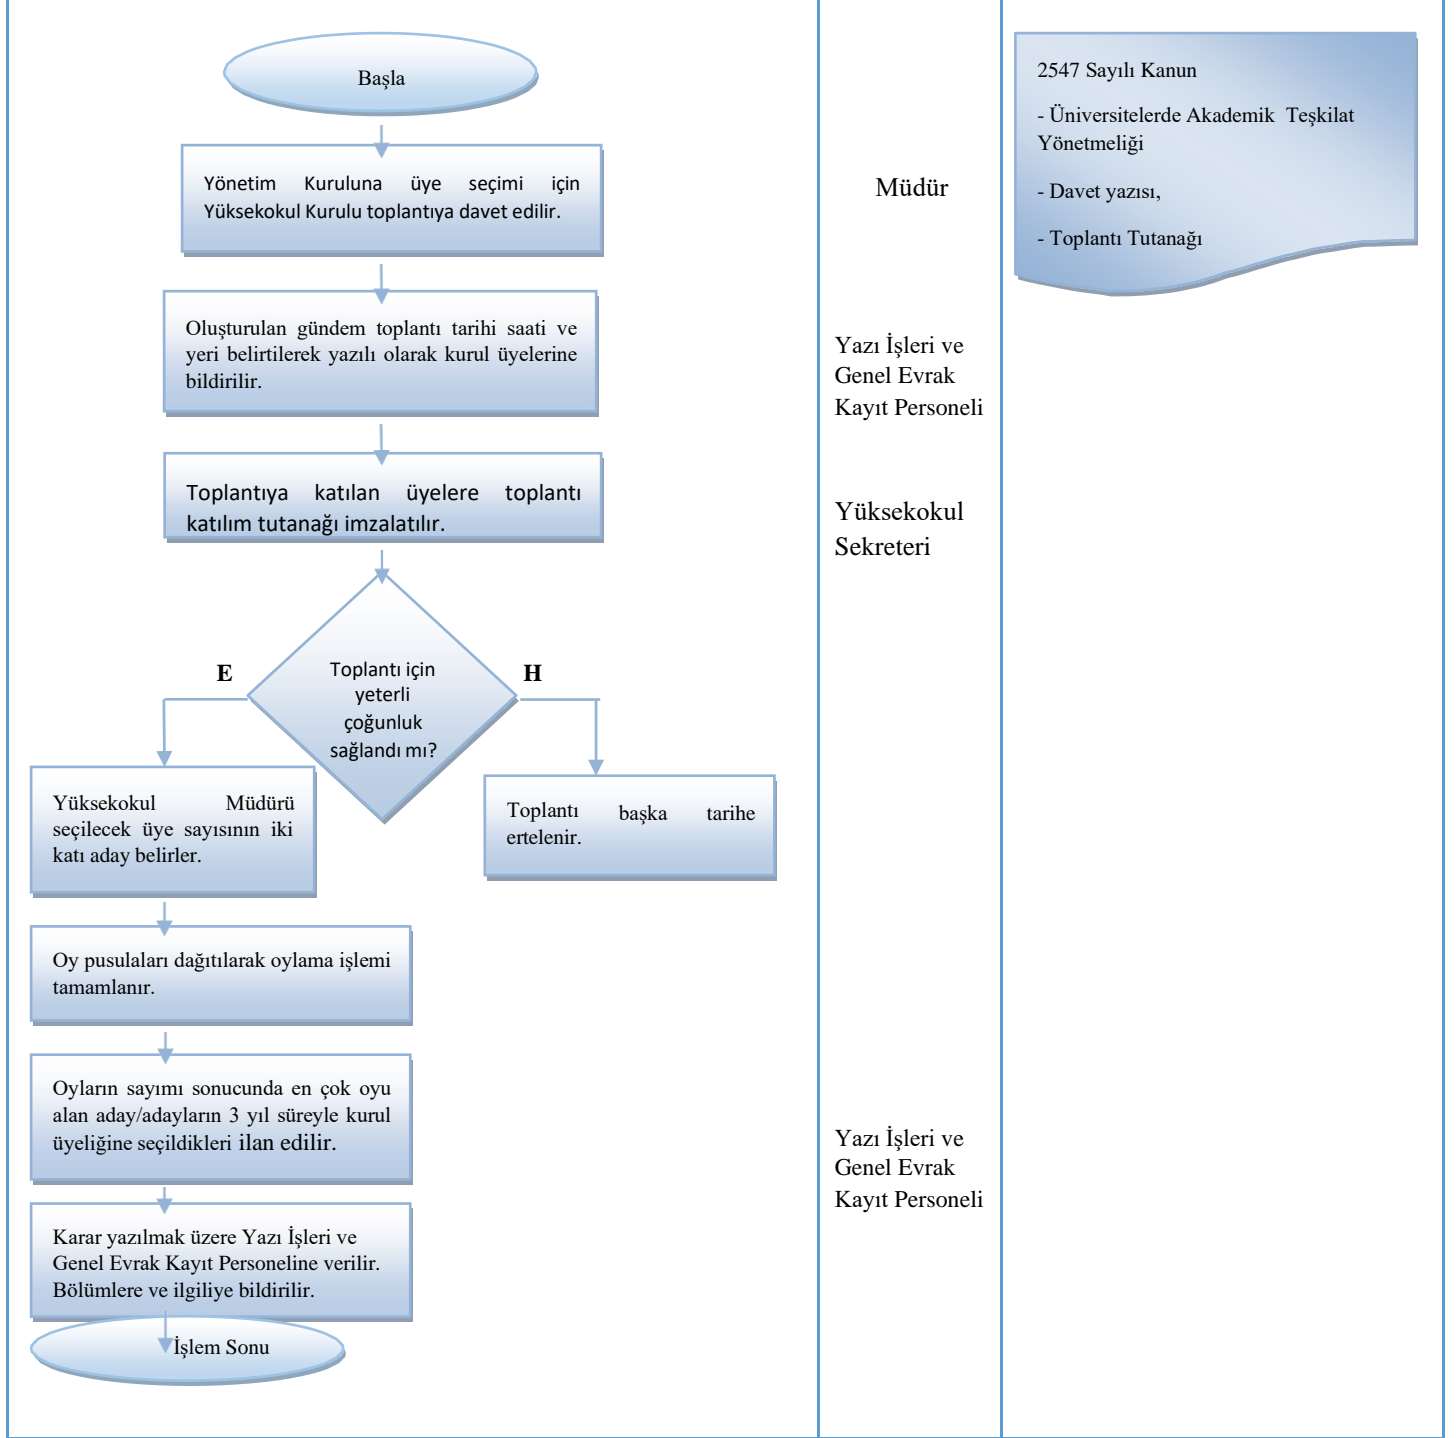 Başla
Yönetim Kuruluna üye seçimi için
Yüksekokul Kurulu toplantıya davet edilir.
Oluşturulan gündem toplantı tarihi saati ve
yeri belirtilerek yazılı olarak kurul üyelerine
bildirilir.
Toplantıya katılan üyelere toplantı
katılım tutanağı imzalatılır.
E
H
Toplantı için
yeterli
çoğunluk
sağlandı mı?
Yüksekokul Müdürü
seçilecek üye sayısının iki
katı aday belirler.
Toplantı başka tarihe
ertelenir.
Oy pusulaları dağıtılarak oylama işlemi
tamamlanır.
Oyların sayımı sonucunda en çok oyu
alan aday/adayların 3 yıl süreyle kurul
üyeliğine seçildikleri ilan edilir.
Karar yazılmak üzere Yazı İşleri ve
Genel Evrak Kayıt Personeline verilir.
Bölümlere ve ilgiliye bildirilir.
İşlem Sonu
Müdür
Yazı İşleri ve
Genel Evrak
Kayıt Personeli
Yüksekokul
Sekreteri
Yazı İşleri ve
Genel Evrak
Kayıt Personeli
2547 Sayılı Kanun
- Üniversitelerde Akademik Teşkilat
Yönetmeliği
- Davet yazısı,
- Toplantı Tutanağı